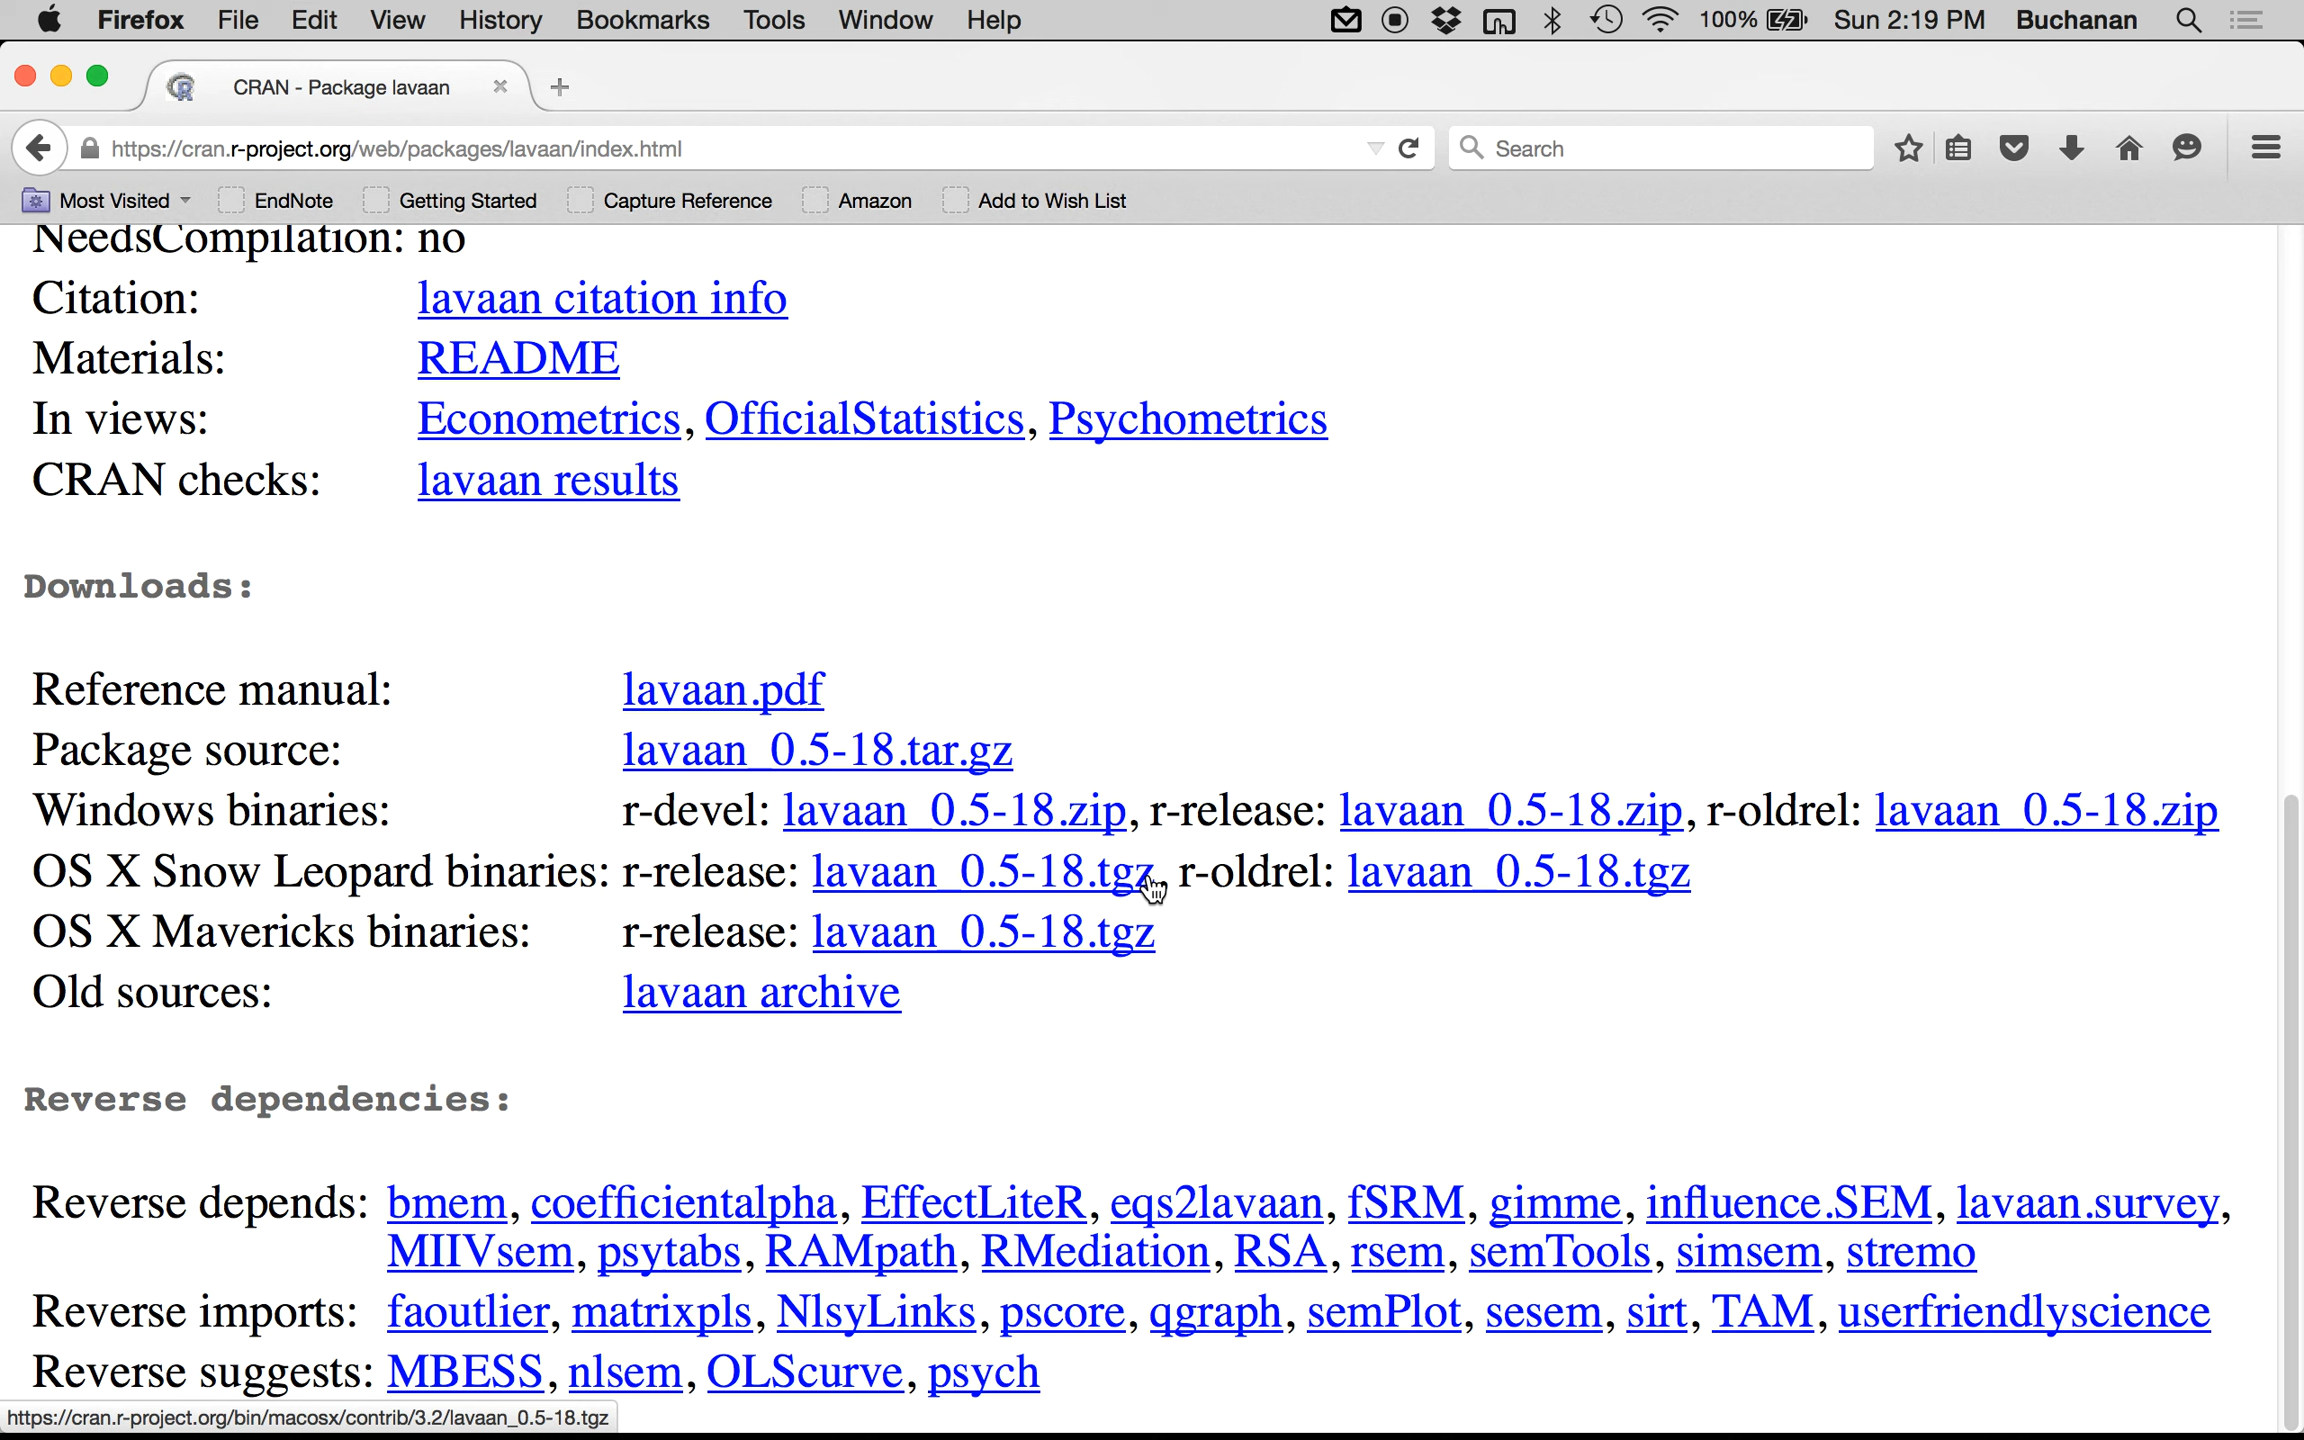 Firefox File Edit View History Bookmarks Tools Window Help 100% Sun 2:19 PM Buchanan
CRAN - Package lavaan
https://cran.r-project.org/web/packages/lavaan/index.html Search
Most Visited EndNote Getting Started Capture Reference Amazon Add to Wish List
NeedsCompilation: no
Citation: lavaan citation info
Materials: README
In views: Econometrics, OfficialStatistics, Psychometrics
CRAN checks: lavaan results
Downloads:
Reference manual: lavaan.pdf
Package source: lavaan_0.5-18.tar.gz
Windows binaries: r-devel: lavaan_0.5-18.zip, r-release: lavaan_0.5-18.zip, r-oldrel: lavaan_0.5-18.zip
OS X Snow Leopard binaries: r-release: lavaan_0.5-18.tgz, r-oldrel: lavaan_0.5-18.tgz
OS X Mavericks binaries: r-release: lavaan_0.5-18.tgz
Old sources: lavaan archive
Reverse dependencies:
Reverse depends: bmem, coefficientalpha, EffectLiteR, eqs2lavaan, fSRM, gimme, influence.SEM, lavaan.survey,
MIIVsem, psytabs, RAMpath, RMediation, RSA, rsem, semTools, simsem, stremo
Reverse imports: faoutlier, matrixpls, NlsyLinks, pscore, qgraph, semPlot, sesem, sirt, TAM, userfriendlyscience
Reverse suggests: MBESS, nlsem, OLScurve, psych
https://cran.r-project.org/bin/macosx/contrib/3.2/lavaan_0.5-18.tgz